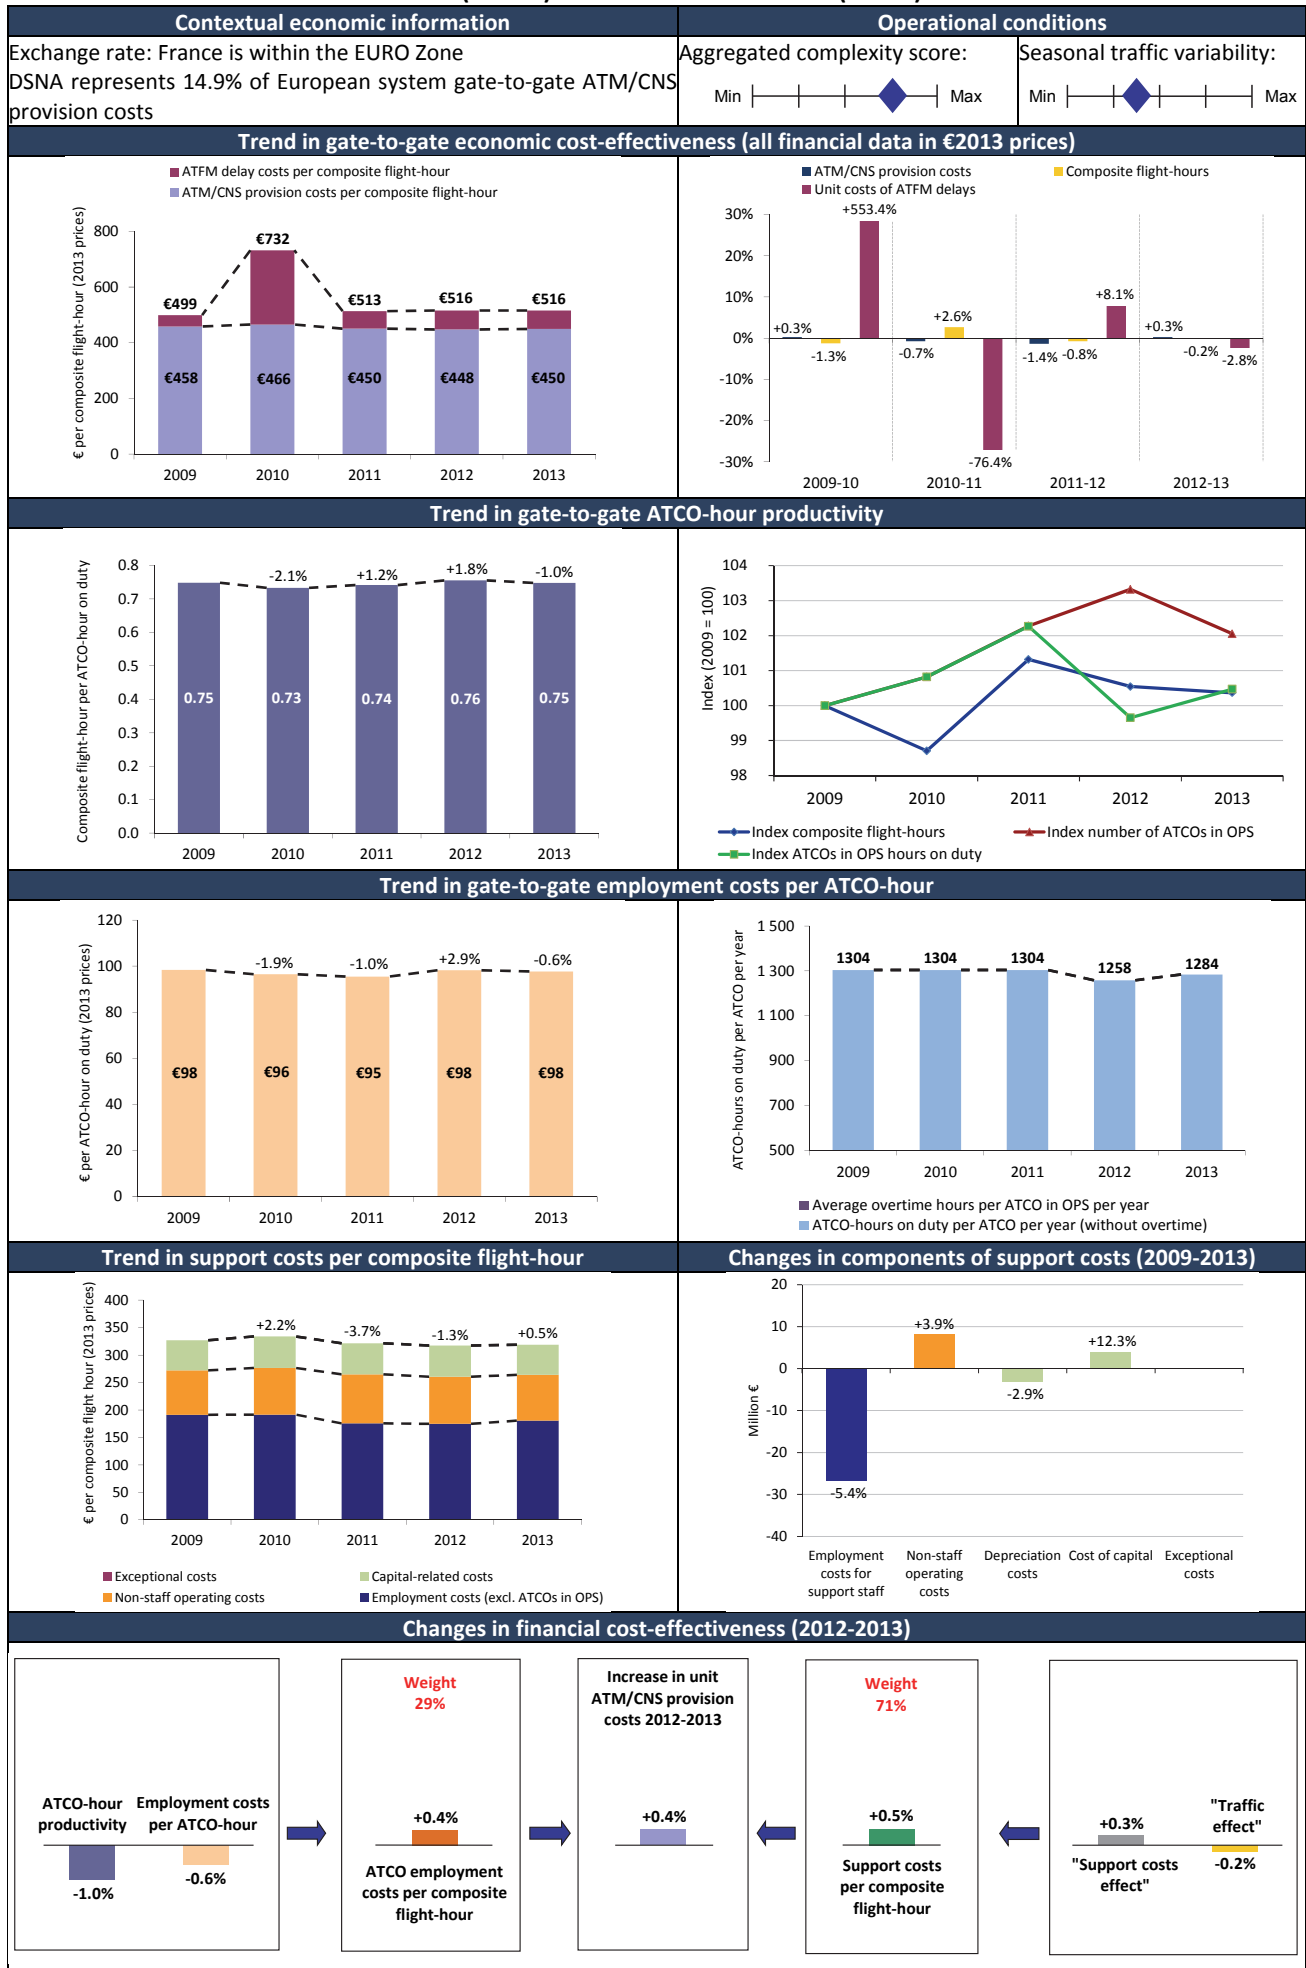 Contextual economic information
Operational conditions
Exchange rate: France is within the EURO Zone
DSNA represents 14.9% of European system gate-to-gate ATM/CNS
provision costs
Aggregated complexity score:
Min Max
Seasonal traffic variability:
Min Max
Trend in gate-to-gate economic cost-effectiveness (all financial data in €2013 prices)
ATFM delay costs per composite flight-hour
ATM/CNS provision costs per composite flight-hour
€ per composite flight-hour (2013 prices)
800
600
400
200
0
€499
€732
€513
€516
€516
€458
€466
€450
€448
€450
2009 2010 2011 2012 2013
ATM/CNS provision costs
Composite flight-hours
Unit costs of ATFM delays
30%
20%
10%
0%
-10%
-20%
-30%
+0.3%
-1.3%
+553.4%
-0.7%
+2.6%
-76.4%
-1.4%
-0.8%
+8.1%
+0.3%
-0.2%
-2.8%
2009-10 2010-11 2011-12 2012-13
Trend in gate-to-gate ATCO-hour productivity
Composite flight-hour per ATCO-hour on duty
0.8
0.7
0.6
0.5
0.4
0.3
0.2
0.1
0.0
-2.1%
+1.2%
+1.8%
-1.0%
0.75
0.73
0.74
0.76
0.75
2009 2010 2011 2012 2013
Index (2009 = 100)
104
103
102
101
100
99
98
2009 2010 2011 2012 2013
Index composite flight-hours
Index number of ATCOs in OPS
Index ATCOs in OPS hours on duty
Trend in gate-to-gate employment costs per ATCO-hour
€ per ATCO-hour on duty (2013 prices)
120
100
80
60
40
20
0
-1.9%
-1.0%
+2.9%
-0.6%
€98
€96
€95
€98
€98
2009 2010 2011 2012 2013
ATCO-hours on duty per ATCO per year
1 500
1 300
1 100
900
700
500
1304
1304
1304
1258
1284
2009 2010 2011 2012 2013
Average overtime hours per ATCO in OPS per year
ATCO-hours on duty per ATCO per year (without overtime)
Trend in support costs per composite flight-hour
Changes in components of support costs (2009-2013)
€ per composite flight hour (2013 prices)
400
350
300
250
200
150
100
50
0
+2.2%
-3.7%
-1.3%
+0.5%
2009 2010 2011 2012 2013
Exceptional costs
Capital-related costs
Non-staff operating costs
Employment costs (excl. ATCOs in OPS)
Million €
20
10
0
-10
-20
-30
-40
-5.4%
+3.9%
-2.9%
+12.3%
Employment
costs for
support staff
Non-staff
operating
costs
Depreciation
costs
Cost of capital
Exceptional
costs
Changes in financial cost-effectiveness (2012-2013)
ATCO-hour
productivity
-1.0%
Employment costs
per ATCO-hour
-0.6%
Weight
29%
+0.4%
ATCO employment
costs per composite
flight-hour
Increase in unit
ATM/CNS provision
costs 2012-2013
+0.4%
Weight
71%
+0.5%
Support costs
per composite
flight-hour
+0.3%
"Support costs
effect"
"Traffic
effect"
-0.2%